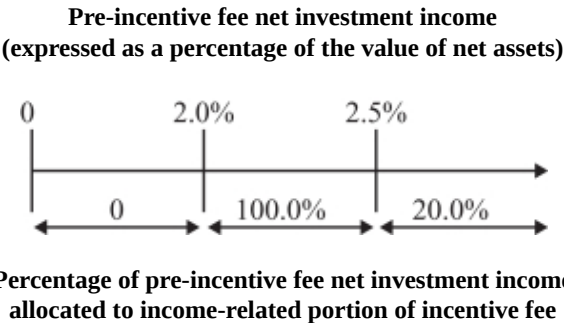 Pre-incentive fee net investment income
(expressed as a percentage of the value of net assets)
0 2.0% 2.5%
0 100.0% 20.0%
Percentage of pre-incentive fee net investment income
allocated to income-related portion of incentive fee